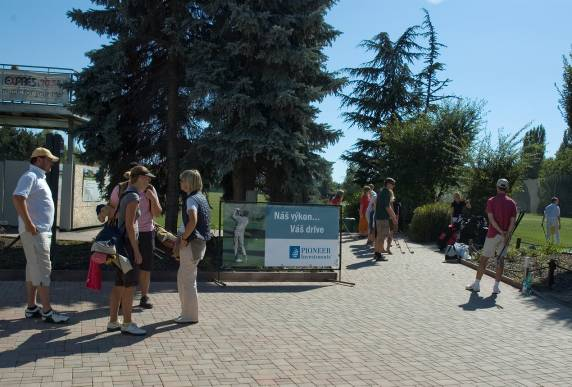 Náš výkon...
Váš drive
PIONEER
Investments